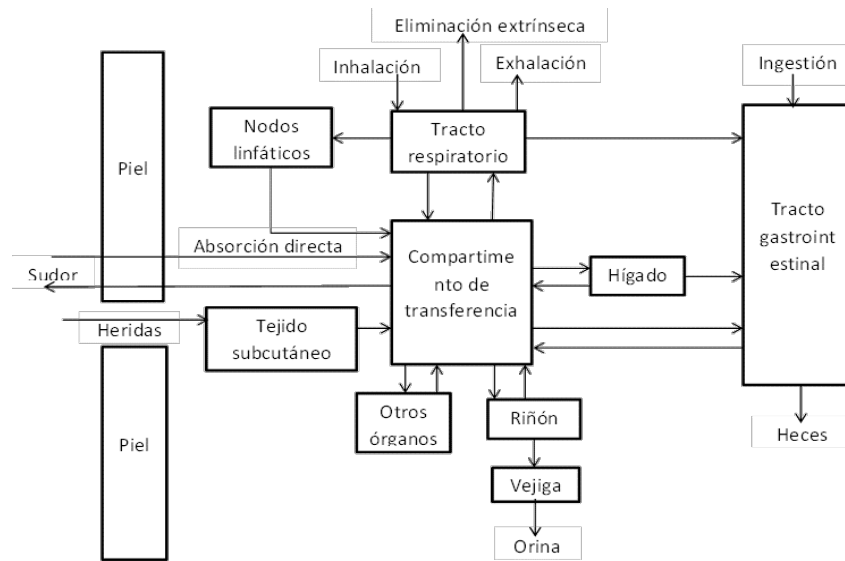 Eliminación extrínseca
Inhalación
Exhalación
Ingestión
Nodos
linfáticos
Tracto
respiratorio
Piel
Tracto
gastroint
estinal
Absorción directa
Compartime
nto de
transferencia
Hígado
Sudor
Heridas
Tejido
subcutáneo
Otros
órganos
Riñón
Heces
Piel
Vejiga
Orina